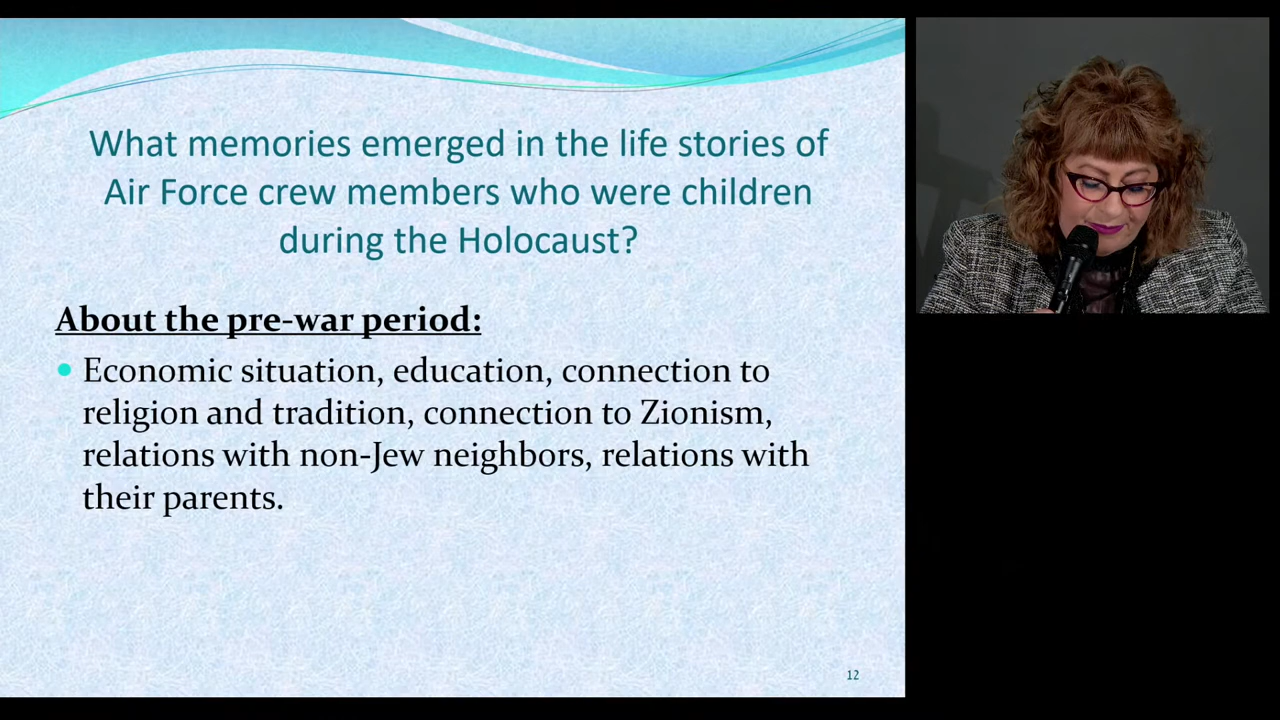 What memories emerged in the life stories of
Air Force crew members who were children
during the Holocaust?
About the pre-war period:
• Economic situation, education, connection to
religion and tradition, connection to Zionism,
relations with non-Jew neighbors, relations with
their parents.
12